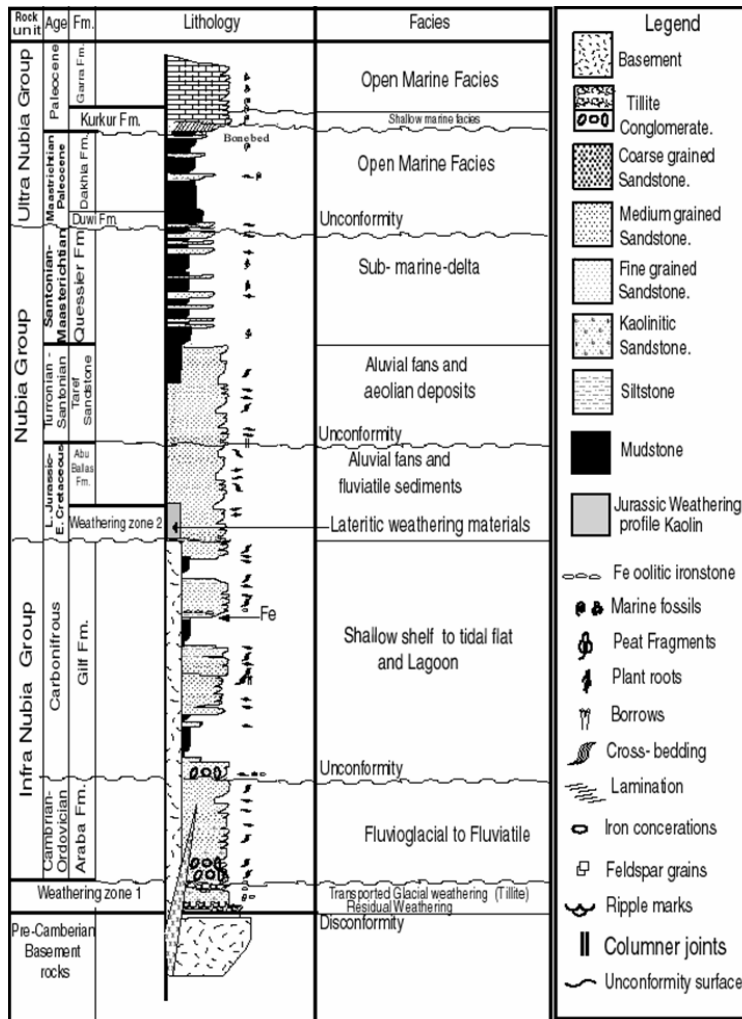 Rock unit
Age
Fm.
Lithology
Facies
Ultra Nubia Group
Paleocene
Garra Fm.
Open Marine Facies
Kurkur Fm.
Shallow marine facies
Bonebed
Maastrichtian Paleocene
Dakhla Fm.
Open Marine Facies
Duwi Fm.
Unconformity
Nubia Group
Santonian-Maasterichtian
Quessier Fm.
Sub- marine-delta
Turronian - Santonian
Taref Sandstone
Aluvial fans and
aeolian deposits
Unconformity
L. Jurassic-
E. Cretaceous
Abu
Ballas
Fm.
Aluvial fans and
fluviatile sediments
Weathering zone 2
Lateritic weathering materials
Infra Nubia Group
Carbonifrous
Gilf Fm.
Fe
Shallow shelf to tidal flat
and Lagoon
Unconformity
Cambrian-
Ordovician
Araba Fm.
Fluvioglacial to Fluviatile
Weathering zone 1
Transported Glacial weathering (Tillite)
Residual Weathering
Disconformity
Pre-Camberian
Basement
rocks
Legend
Basement
Tillite
Conglomerate.
Coarse grained
Sandstone.
Medium grained
Sandstone.
Fine grained
Sandstone.
Kaolinitic
Sandstone.
Siltstone
Mudstone
Jurassic Weathering
profile Kaolin
Fe oolitic ironstone
Marine fossils
Peat Fragments
Plant roots
Borrows
Cross- bedding
Lamination
Iron concerations
Feldspar grains
Ripple marks
Columner joints
Unconformity surface